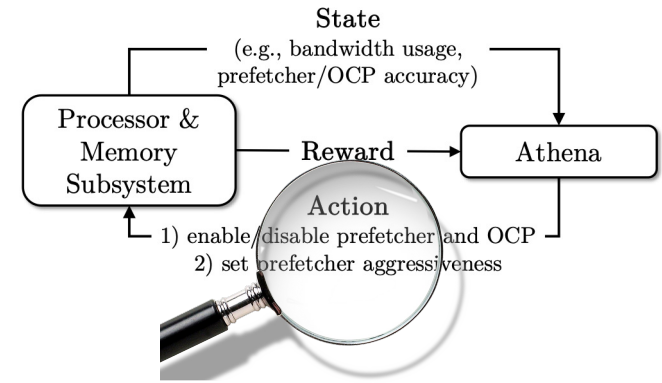 State
(e.g., bandwidth usage,
prefetcher/OCP accuracy)
Processor &
Memory
Subsystem
Reward
Athena
Action
1) enable/disable prefetcher and OCP
2) set prefetcher aggressiveness